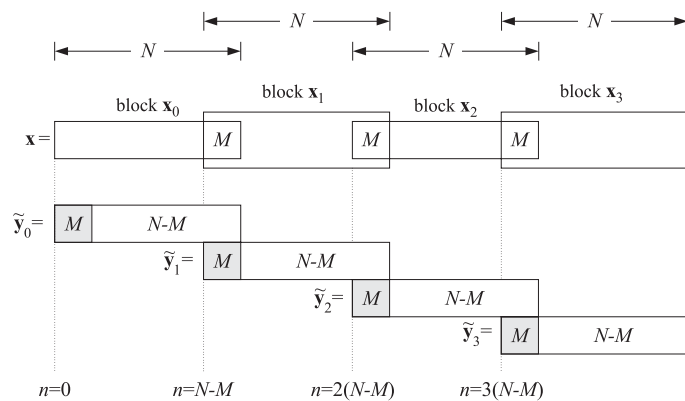 N N
N N
block x₀ block x₁ block x₂ block x₃
x = M M M
ỹ₀= M N-M
ỹ₁= M N-M
ỹ₂= M N-M
ỹ₃= M N-M
n=0 n=N-M n=2(N-M) n=3(N-M)